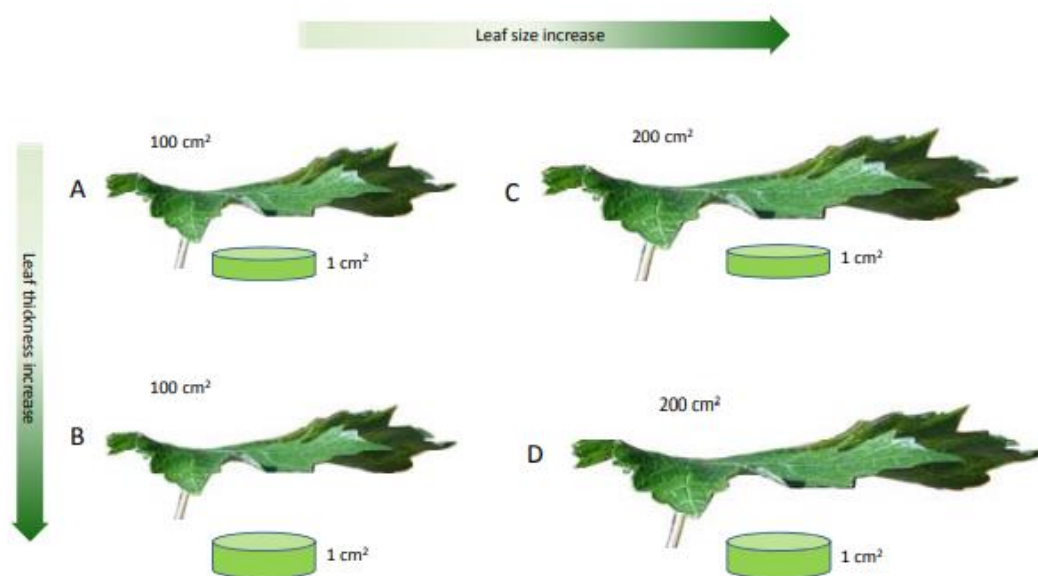 Leaf size increase
100 cm²
200 cm²
A
C
1 cm²
1 cm²
Leaf thickness increase
100 cm²
200 cm²
B
D
1 cm²
1 cm²